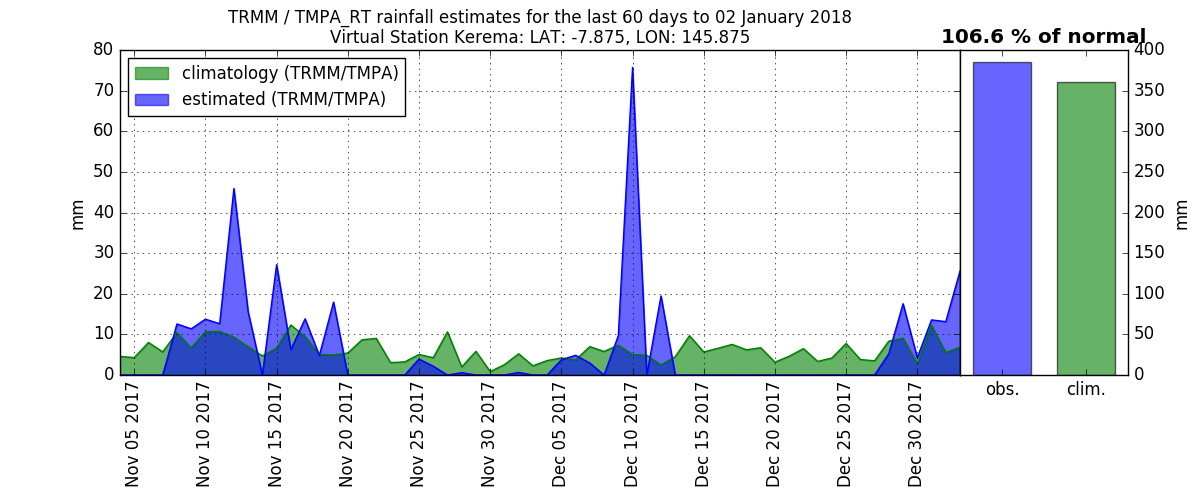 TRMM / TMPA_RT rainfall estimates for the last 60 days to 02 January 2018
Virtual Station Kerema: LAT: -7.875, LON: 145.875
106.6 % of normal
climatology (TRMM/TMPA)
estimated (TRMM/TMPA)
mm
80
70
60
50
40
30
20
10
0
Nov 05 2017
Nov 10 2017
Nov 15 2017
Nov 20 2017
Nov 25 2017
Nov 30 2017
Dec 05 2017
Dec 10 2017
Dec 15 2017
Dec 20 2017
Dec 25 2017
Dec 30 2017
obs.
clim.
400
350
300
250
200
150
100
50
0
mm